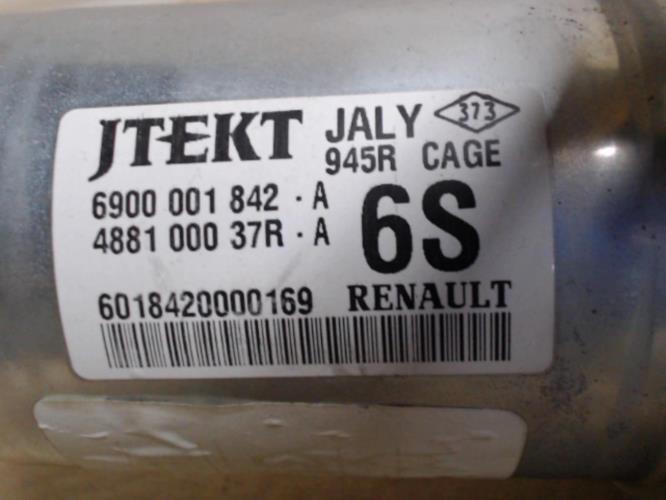 JTEKT JALY 373
945R CAGE
6900 001 842 · A
4881 000 37R · A 6S
6018420000169 RENAULT